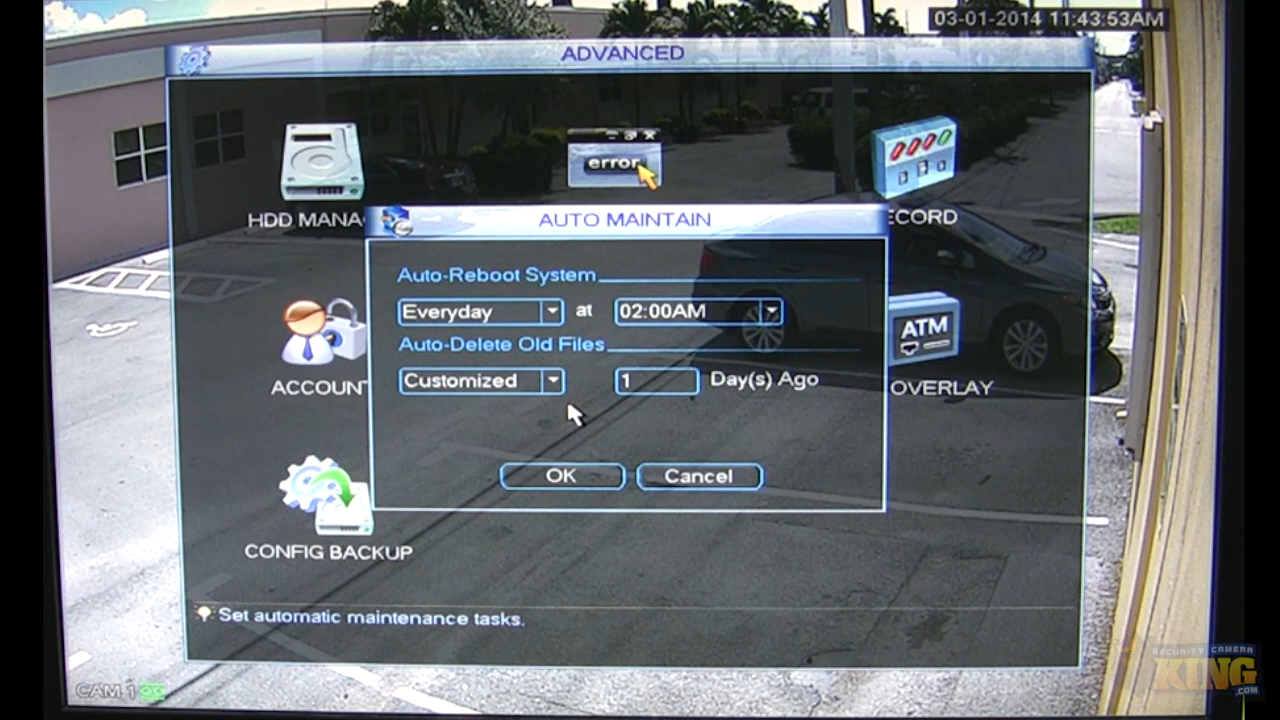 03-01-2014 11:43:53AM
ADVANCED
error
HDD MANA
ECORD
AUTO MAINTAIN
Auto-Reboot System
Everyday at 02:00AM
Auto-Delete Old Files
Customized 1 Day(s) Ago
OK Cancel
ACCOUNT
ATM
OVERLAY
CONFIG BACKUP
Set automatic maintenance tasks.
CAM 1
SECURITY CAMERA
KING
.COM